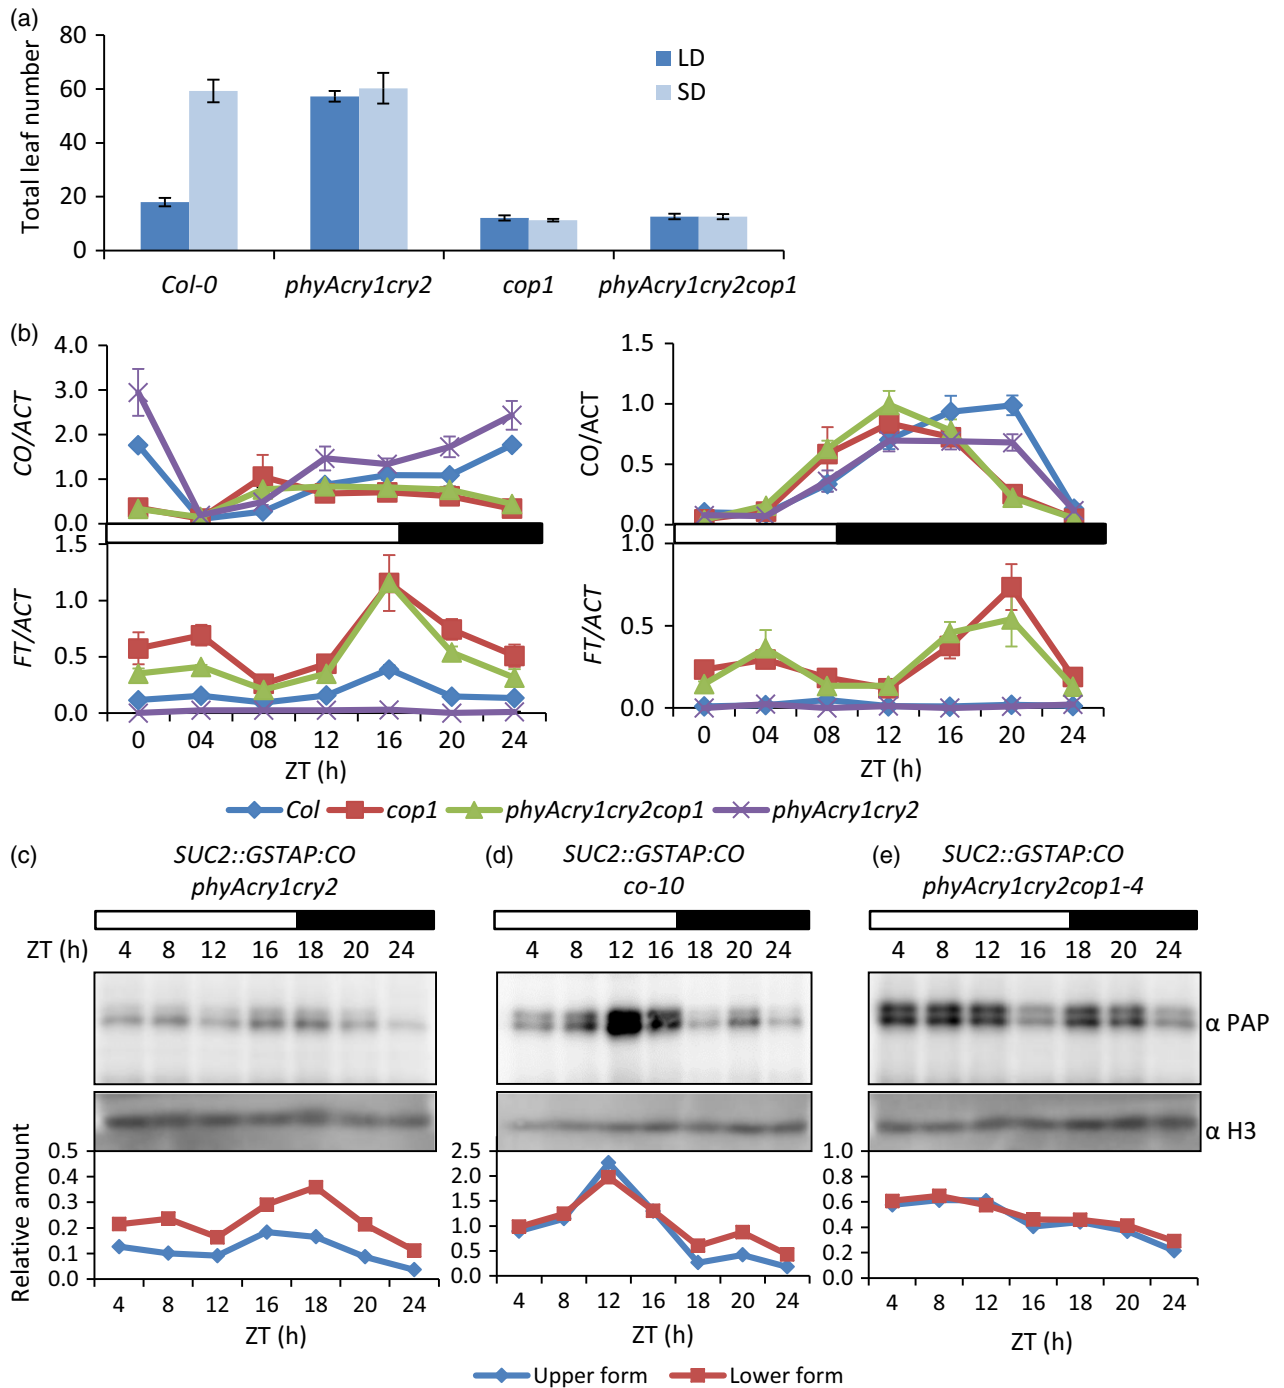 (a)
Total leaf number
80
60
40
20
0
LD
SD
Col-0 phyAcry1cry2 cop1 phyAcry1cry2cop1
(b)
CO/ACT
4.0
3.0
2.0
1.0
0.0
CO/ACT
1.5
1.0
0.5
0.0
FT/ACT
1.5
1.0
0.5
0.0
0 04 08 12 16 20 24
ZT (h)
FT/ACT
1.0
0.5
0.0
0 04 08 12 16 20 24
ZT (h)
Col cop1 phyAcry1cry2cop1 phyAcry1cry2
(c)
SUC2::GSTAP:CO
phyAcry1cry2
ZT (h) 4 8 12 16 18 20 24
Relative amount
0.5
0.4
0.3
0.2
0.1
0.0
4 8 12 16 18 20 24
ZT (h)
(d)
SUC2::GSTAP:CO
co-10
4 8 12 16 18 20 24
2.5
2.0
1.5
1.0
0.5
0.0
4 8 12 16 18 20 24
ZT (h)
(e)
SUC2::GSTAP:CO
phyAcry1cry2cop1-4
4 8 12 16 18 20 24
α PAP
α H3
1.0
0.8
0.6
0.4
0.2
0.0
4 8 12 16 18 20 24
ZT (h)
Upper form Lower form